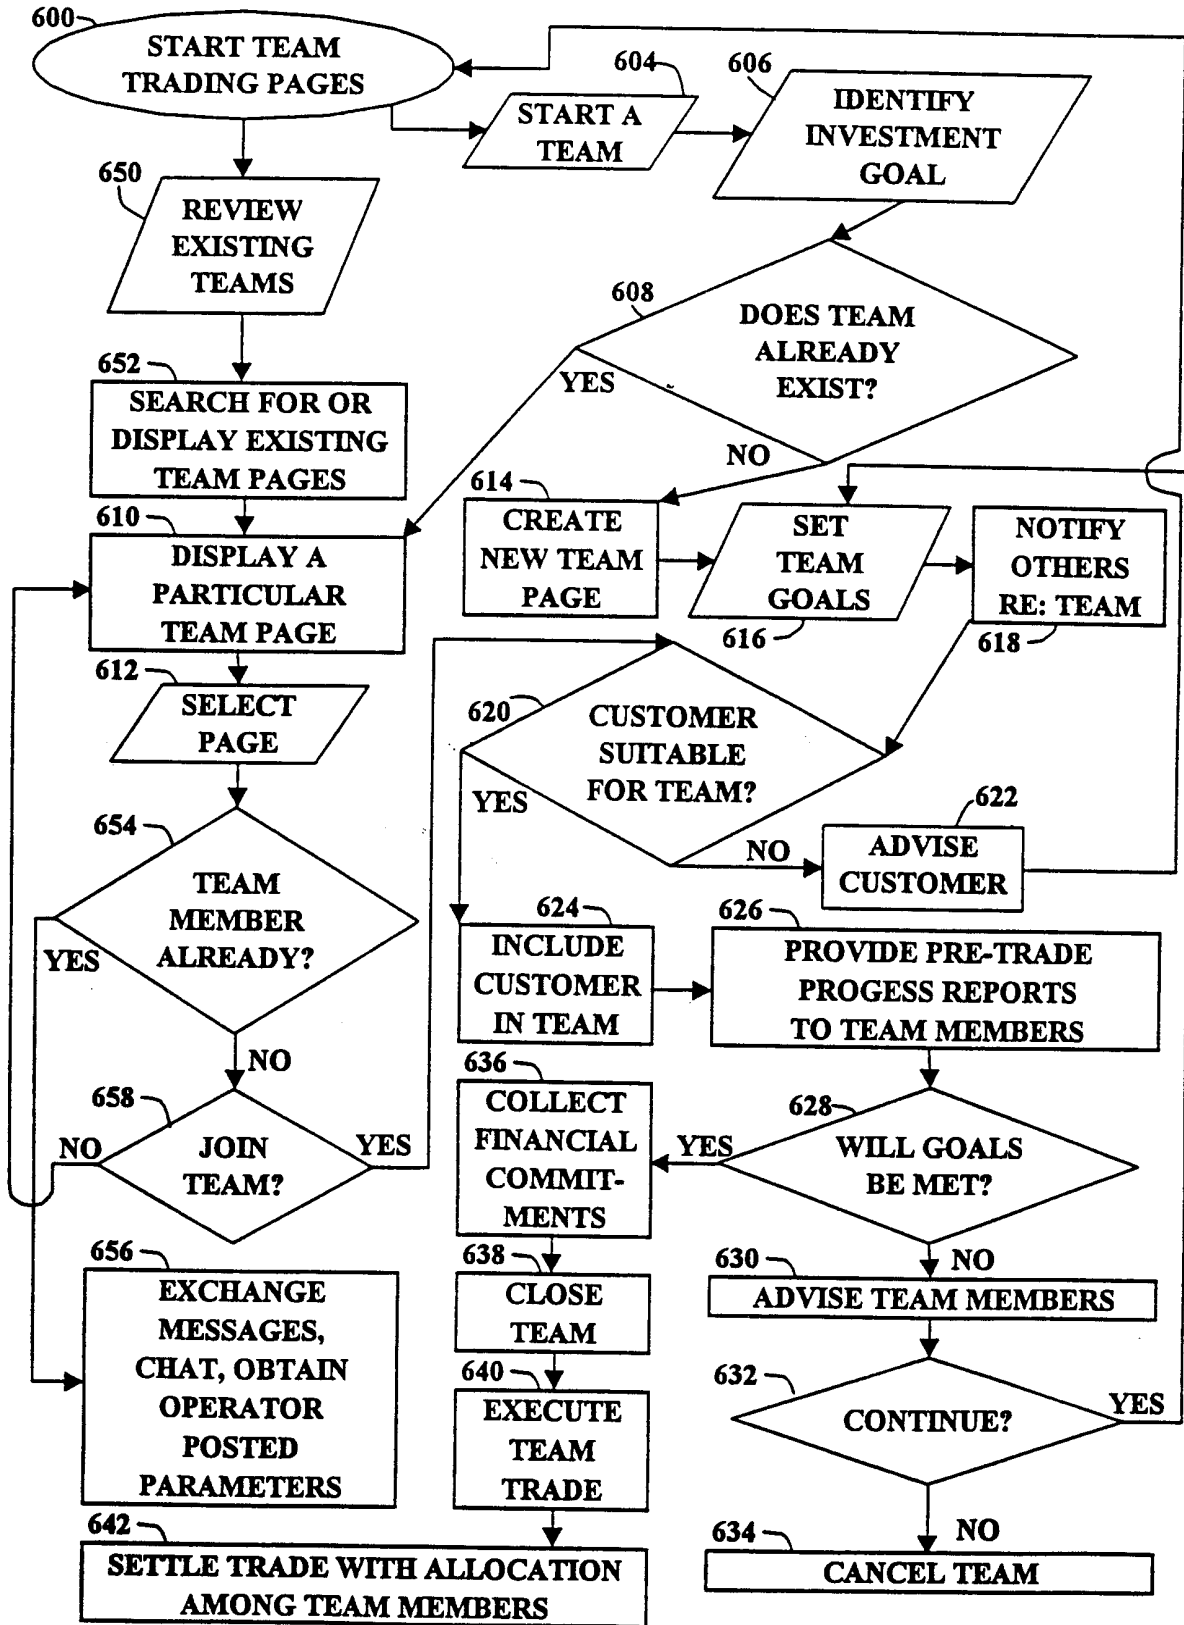 600
START TEAM
TRADING PAGES
604
START A
TEAM
606
IDENTIFY
INVESTMENT
GOAL
650
REVIEW
EXISTING
TEAMS
608
DOES TEAM
ALREADY
EXIST?
YES
NO
652
SEARCH FOR OR
DISPLAY EXISTING
TEAM PAGES
610
DISPLAY A
PARTICULAR
TEAM PAGE
614
CREATE
NEW TEAM
PAGE
SET
TEAM
GOALS
616
NOTIFY
OTHERS
RE: TEAM
618
612
SELECT
PAGE
620
CUSTOMER
SUITABLE
FOR TEAM?
YES
NO
622
ADVISE
CUSTOMER
654
TEAM
MEMBER
ALREADY?
YES
NO
624
INCLUDE
CUSTOMER
IN TEAM
626
PROVIDE PRE-TRADE
PROGESS REPORTS
TO TEAM MEMBERS
658
JOIN
TEAM?
NO
YES
636
COLLECT
FINANCIAL
COMMIT-
MENTS
628
WILL GOALS
BE MET?
YES
NO
656
EXCHANGE
MESSAGES,
CHAT, OBTAIN
OPERATOR
POSTED
PARAMETERS
638
CLOSE
TEAM
630
ADVISE TEAM MEMBERS
640
EXECUTE
TEAM
TRADE
632
CONTINUE?
YES
NO
642
SETTLE TRADE WITH ALLOCATION
AMONG TEAM MEMBERS
634
CANCEL TEAM